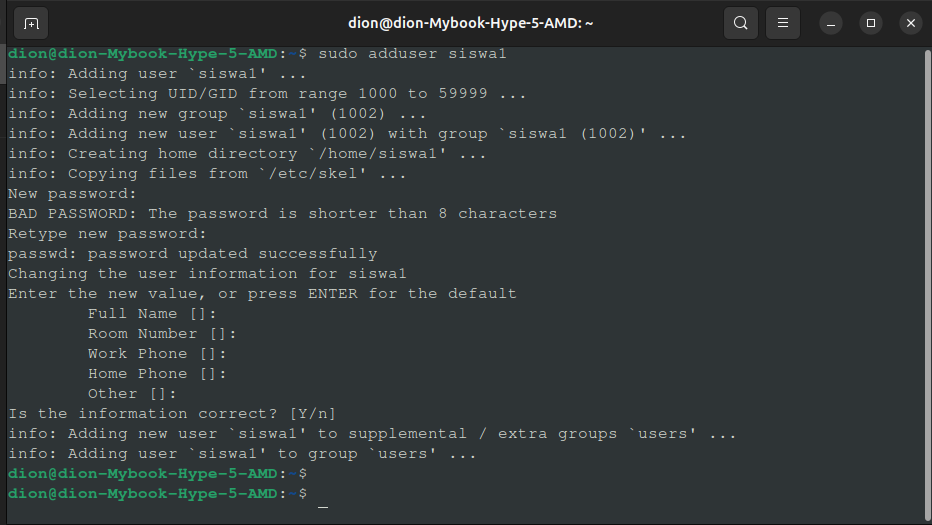 dion@dion-Mybook-Hype-5-AMD: ~
dion@dion-Mybook-Hype-5-AMD:~$ sudo adduser siswa1
info: Adding user `siswa1' ...
info: Selecting UID/GID from range 1000 to 59999 ...
info: Adding new group `siswa1' (1002) ...
info: Adding new user `siswa1' (1002) with group `siswa1 (1002)' ...
info: Creating home directory `/home/siswa1' ...
info: Copying files from `/etc/skel' ...
New password:
BAD PASSWORD: The password is shorter than 8 characters
Retype new password:
passwd: password updated successfully
Changing the user information for siswa1
Enter the new value, or press ENTER for the default
        Full Name []:
        Room Number []:
        Work Phone []:
        Home Phone []:
        Other []:
Is the information correct? [Y/n]
info: Adding new user `siswa1' to supplemental / extra groups `users' ...
info: Adding user `siswa1' to group `users' ...
dion@dion-Mybook-Hype-5-AMD:~$
dion@dion-Mybook-Hype-5-AMD:~$